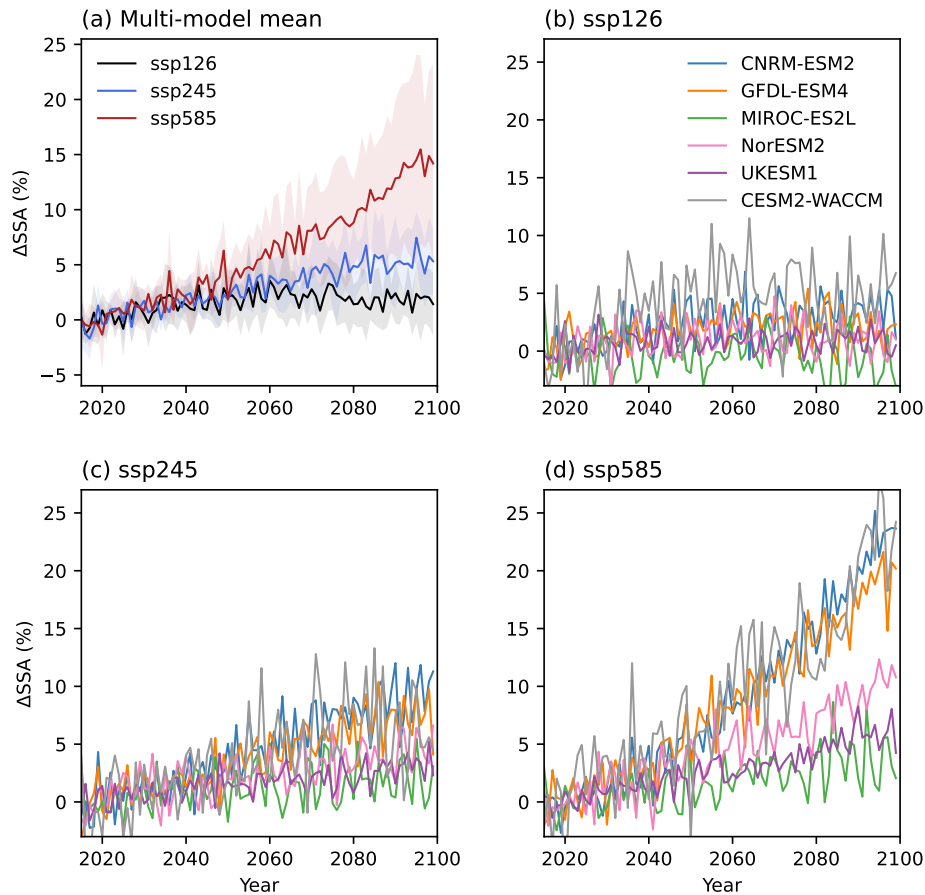 (a) Multi-model mean
ΔSSA (%)
25
20
15
10
5
0
−5
ssp126
ssp245
ssp585
2020 2040 2060 2080 2100
(b) ssp126
25
20
15
10
5
0
CNRM-ESM2
GFDL-ESM4
MIROC-ES2L
NorESM2
UKESM1
CESM2-WACCM
2020 2040 2060 2080 2100
(c) ssp245
ΔSSA (%)
25
20
15
10
5
0
2020 2040 2060 2080 2100
Year
(d) ssp585
25
20
15
10
5
0
2020 2040 2060 2080 2100
Year